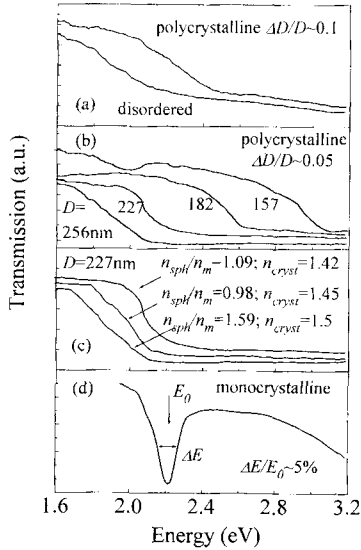 polycrystalline ΔD/D~0.1
(a)
disordered
(b)
polycrystalline
ΔD/D~0.05
D=
256nm
227
182
157
D=227nm
n_sph/n_m=1.09; n_cryst=1.42
n_sph/n_m=0.98; n_cryst=1.45
n_sph/n_m=1.59; n_cryst=1.5
(c)
(d)
E_0
monocrystalline
ΔE
ΔE/E_0~5%
1.6 2.0 2.4 2.8 3.2
Energy (eV)
Transmission (a.u.)